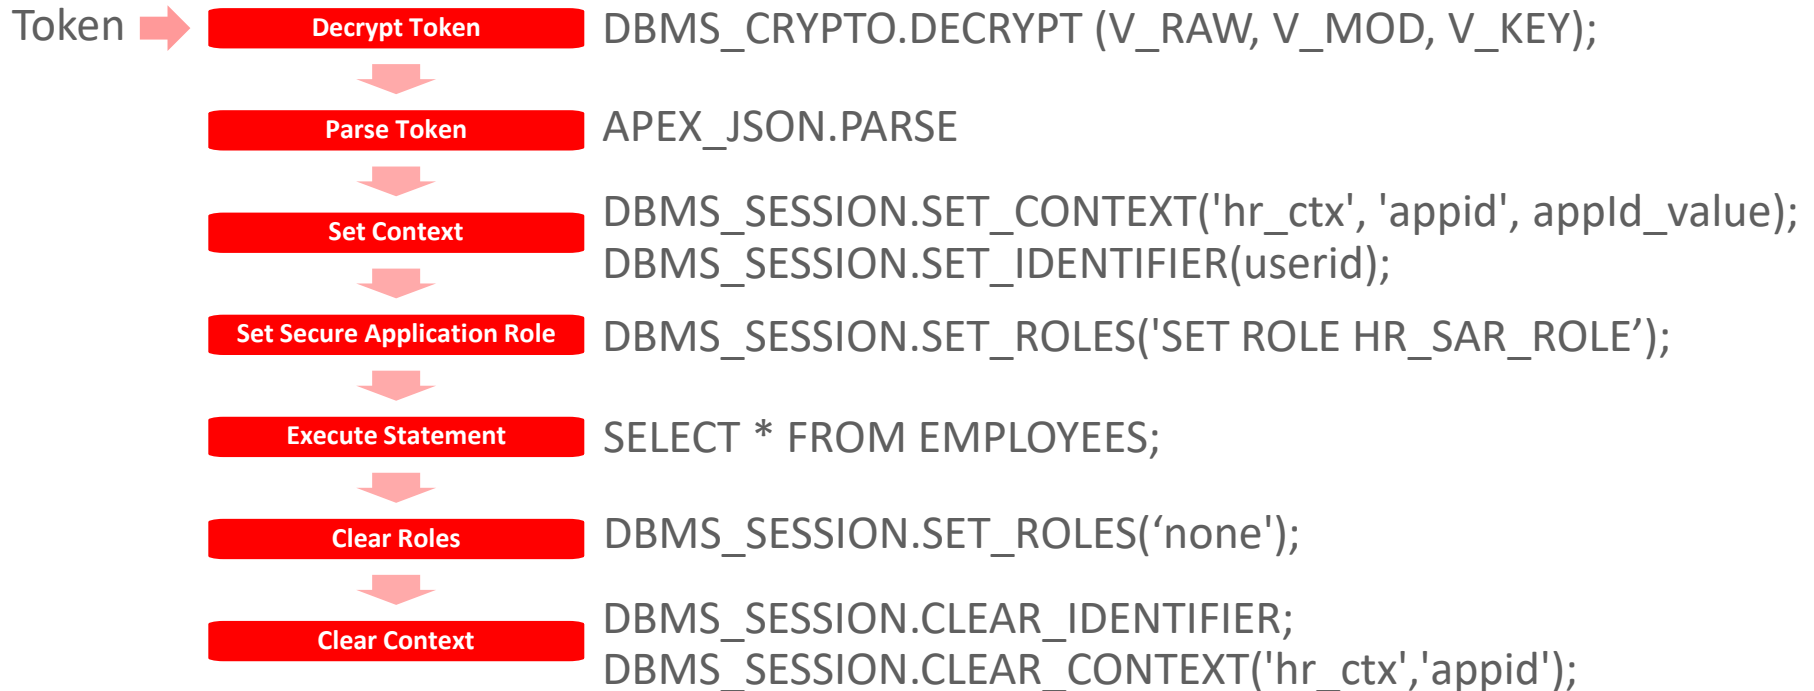 Token
Decrypt Token
DBMS_CRYPTO.DECRYPT (V_RAW, V_MOD, V_KEY);
Parse Token
APEX_JSON.PARSE
Set Context
DBMS_SESSION.SET_CONTEXT('hr_ctx', 'appid', appId_value);
DBMS_SESSION.SET_IDENTIFIER(userid);
Set Secure Application Role
DBMS_SESSION.SET_ROLES('SET ROLE HR_SAR_ROLE’);
Execute Statement
SELECT * FROM EMPLOYEES;
Clear Roles
DBMS_SESSION.SET_ROLES(‘none');
Clear Context
DBMS_SESSION.CLEAR_IDENTIFIER;
DBMS_SESSION.CLEAR_CONTEXT('hr_ctx','appid');